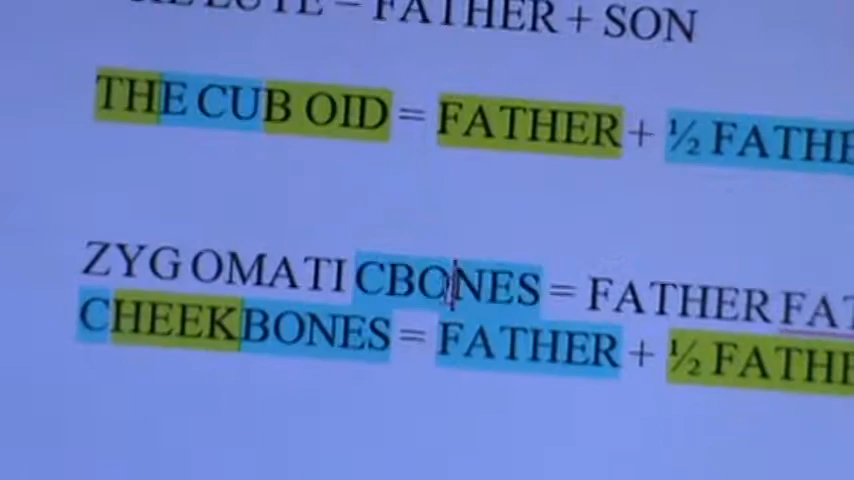 = FATHER + SON
THE CUB OID = FATHER + ½ FATHE
ZYG OMATI CBONES = FATHER FAT
CHEEKBONES = FATHER + ½ FATHE